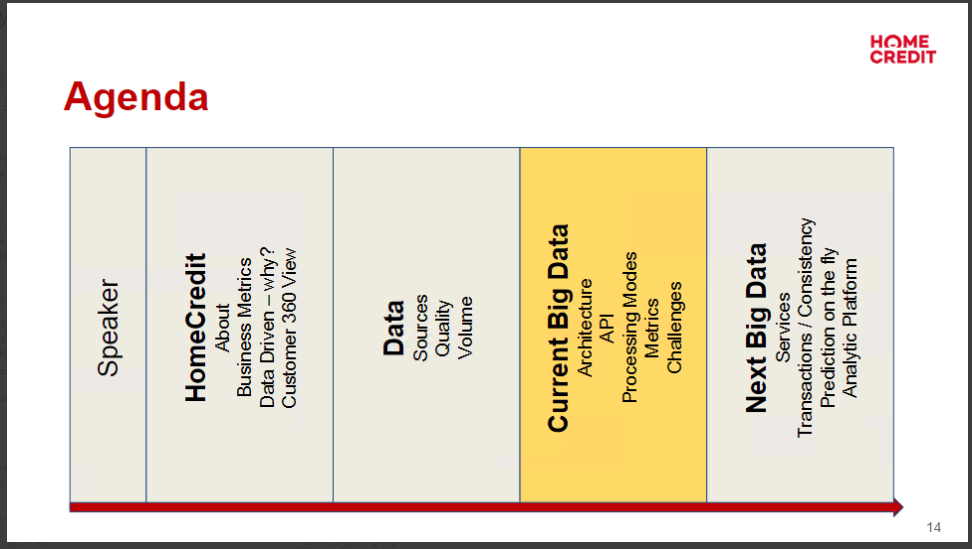 HOME
CREDIT
Agenda
Speaker
HomeCredit
About
Business Metrics
Data Driven – why?
Customer 360 View
Data
Sources
Quality
Volume
Current Big Data
Architecture
API
Processing Modes
Metrics
Challenges
Next Big Data
Services
Transactions / Consistency
Prediction on the fly
Analytic Platform
14